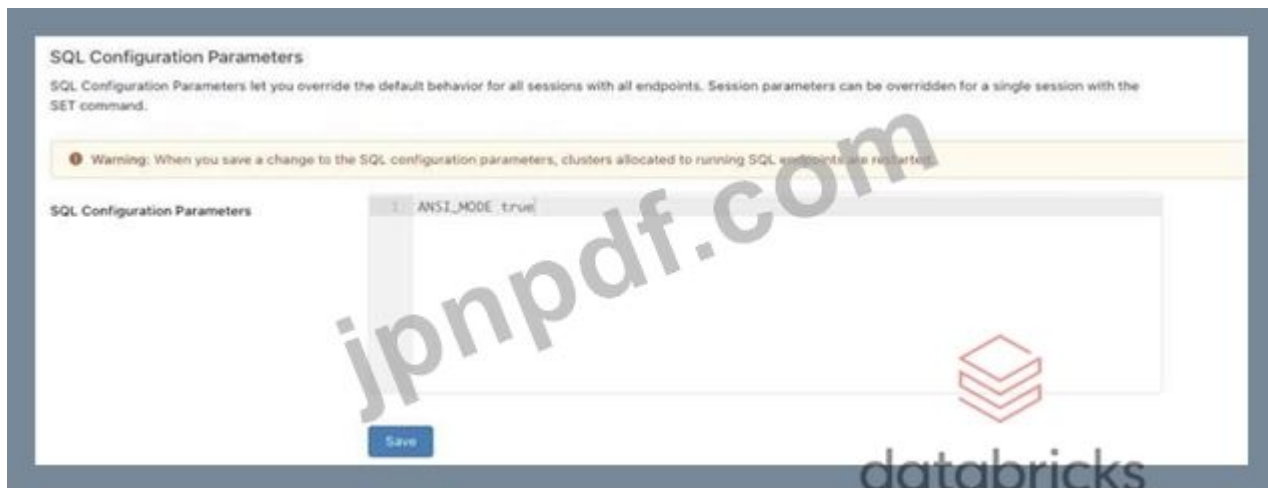 SQL Configuration Parameters
SQL Configuration Parameters let you override the default behavior for all sessions with all endpoints. Session parameters can be overridden for a single session with the
SET command.
Warning: When you save a change to the SQL configuration parameters, clusters allocated to running SQL endpoints are restarted.
SQL Configuration Parameters
1 ANSI_MODE true
jpnpdf.com
Save
databricks